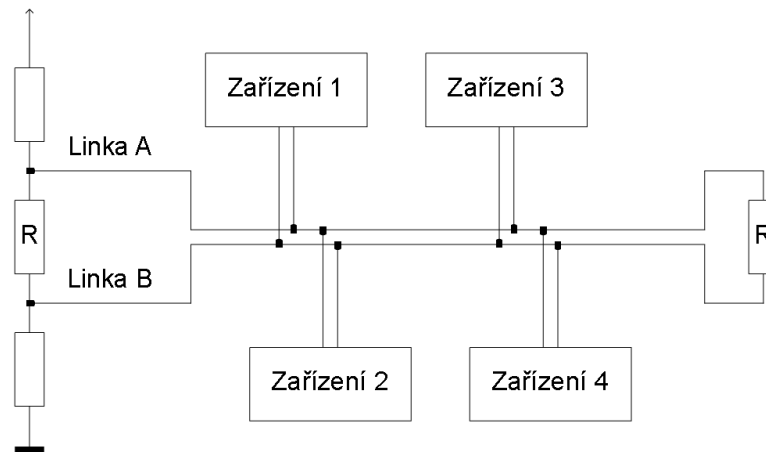 Zařízení 1
Zařízení 3
Linka A
R
R
Linka B
Zařízení 2
Zařízení 4